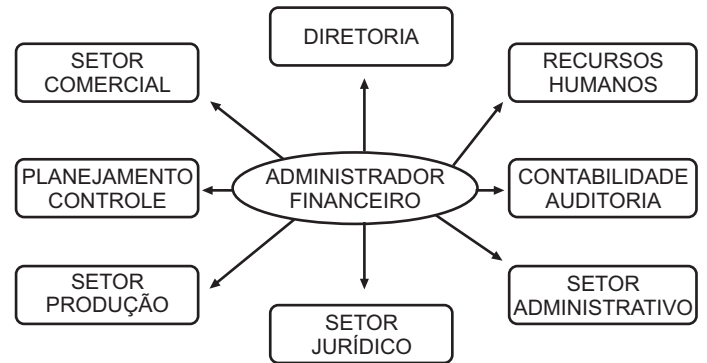 DIRETORIA
SETOR
COMERCIAL
RECURSOS
HUMANOS
PLANEJAMENTO
CONTROLE
ADMINISTRADOR
FINANCEIRO
CONTABILIDADE
AUDITORIA
SETOR
PRODUÇÃO
SETOR
JURÍDICO
SETOR
ADMINISTRATIVO